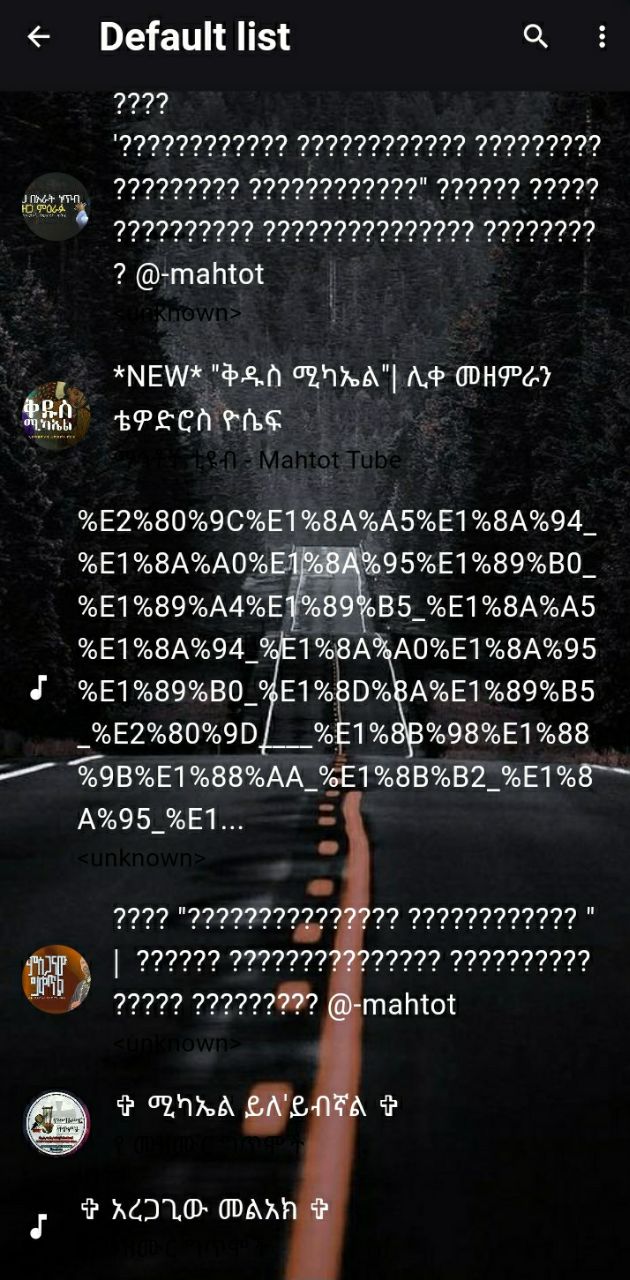 Default list
????
'???????????? ???????????? ?????????
????????? ????????????" ?????? ?????
?????????? ??????????????? ????????
? @-mahtot
<unknown>
*NEW* "ቅዱስ ሚካኤል"| ሊቀ መዘምራን
ቴዎድሮስ ዮሴፍ
- Mahtot Tube
ቅዱስ
ሚካኤል
%E2%80%9C%E1%8A%A5%E1%8A%94_
%E1%8A%A0%E1%8A%95%E1%89%B0_
%E1%89%A4%E1%89%B5_%E1%8A%A5
%E1%8A%94_%E1%8A%A0%E1%8A%95
%E1%89%B0_%E1%8D%8A%E1%89%B5
_%E2%80%9D____%E1%8B%98%E1%88
%9B%E1%88%AA_%E1%8B%B2_%E1%8
A%95_%E1...
<unknown>
???? "??????????????? ???????????? "
| ?????? ??????????????? ??????????
????? ????????? @-mahtot
<unknown>
✞ ሚካኤል ይለ'ይብኛል ✞
✞ አረጋጊው መልአክ ✞